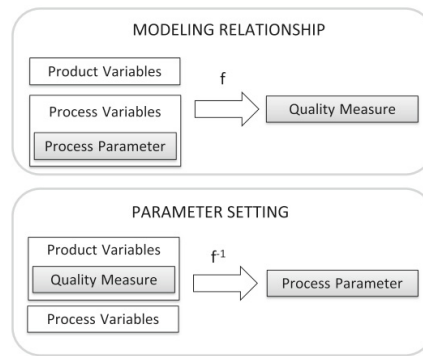 MODELING RELATIONSHIP
Product Variables
Process Variables
Process Parameter
f
Quality Measure
PARAMETER SETTING
Product Variables
Quality Measure
Process Variables
f-1
Process Parameter